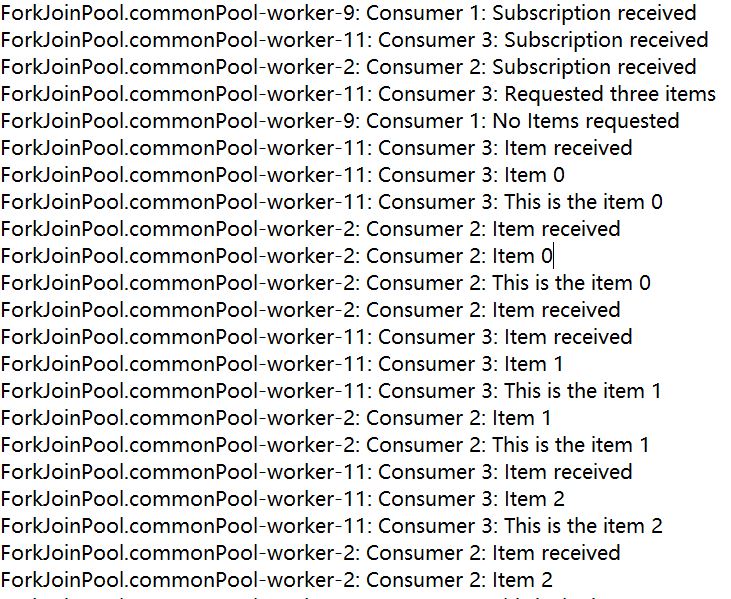 ForkJoinPool.commonPool-worker-9: Consumer 1: Subscription received
ForkJoinPool.commonPool-worker-11: Consumer 3: Subscription received
ForkJoinPool.commonPool-worker-2: Consumer 2: Subscription received
ForkJoinPool.commonPool-worker-11: Consumer 3: Requested three items
ForkJoinPool.commonPool-worker-9: Consumer 1: No Items requested
ForkJoinPool.commonPool-worker-11: Consumer 3: Item received
ForkJoinPool.commonPool-worker-11: Consumer 3: Item 0
ForkJoinPool.commonPool-worker-11: Consumer 3: This is the item 0
ForkJoinPool.commonPool-worker-2: Consumer 2: Item received
ForkJoinPool.commonPool-worker-2: Consumer 2: Item 0
ForkJoinPool.commonPool-worker-2: Consumer 2: This is the item 0
ForkJoinPool.commonPool-worker-2: Consumer 2: Item received
ForkJoinPool.commonPool-worker-11: Consumer 3: Item received
ForkJoinPool.commonPool-worker-11: Consumer 3: Item 1
ForkJoinPool.commonPool-worker-11: Consumer 3: This is the item 1
ForkJoinPool.commonPool-worker-2: Consumer 2: Item 1
ForkJoinPool.commonPool-worker-2: Consumer 2: This is the item 1
ForkJoinPool.commonPool-worker-11: Consumer 3: Item received
ForkJoinPool.commonPool-worker-11: Consumer 3: Item 2
ForkJoinPool.commonPool-worker-11: Consumer 3: This is the item 2
ForkJoinPool.commonPool-worker-2: Consumer 2: Item received
ForkJoinPool.commonPool-worker-2: Consumer 2: Item 2